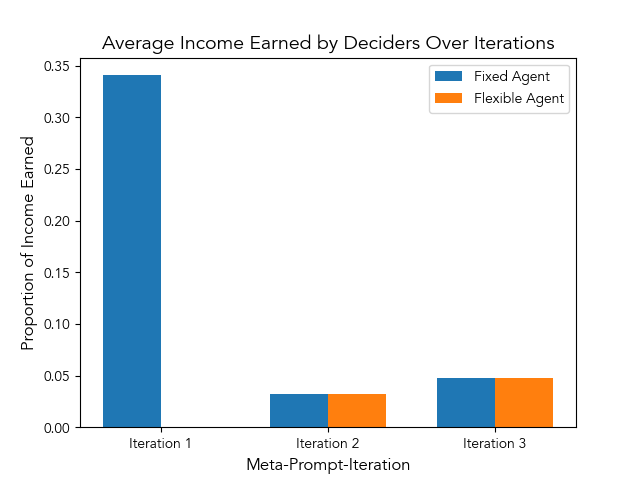 Average Income Earned by Deciders Over Iterations
Fixed Agent
Flexible Agent
Proportion of Income Earned
0.35
0.30
0.25
0.20
0.15
0.10
0.05
0.00
Iteration 1
Iteration 2
Iteration 3
Meta-Prompt-Iteration